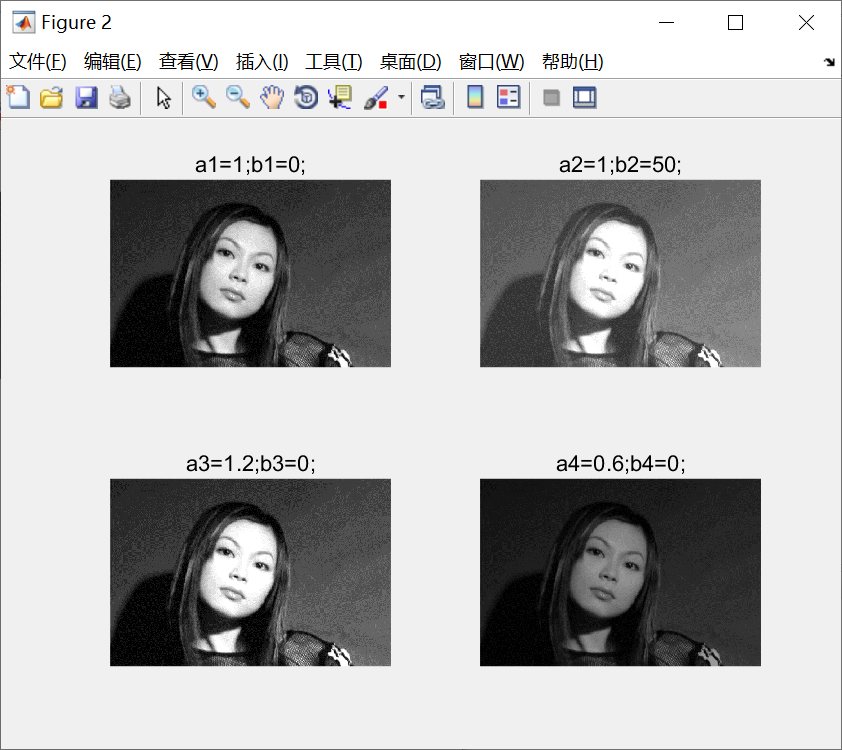 Figure 2
文件(F) 编辑(E) 查看(V) 插入(I) 工具(T) 桌面(D) 窗口(W) 帮助(H)
a1=1;b1=0; a2=1;b2=50;
a3=1.2;b3=0; a4=0.6;b4=0;